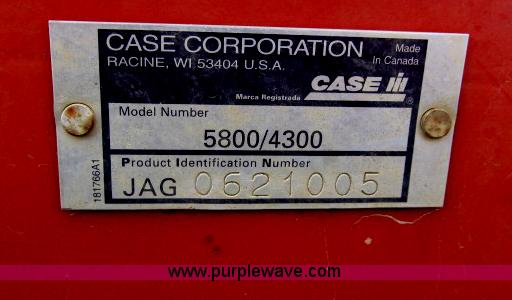 CASE CORPORATION
RACINE, WI 53404 U.S.A.
Made
In Canada
CASE IH
®
Marca Registrada
Model Number
5800/4300
Product Identification Number
JAG 0621005
181766A1
www.purplewave.com